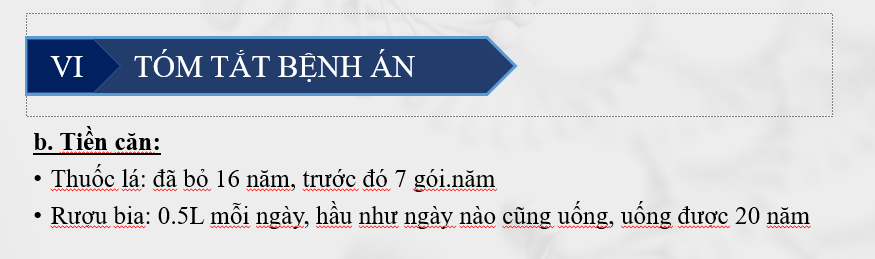 VI TÓM TẮT BỆNH ÁN
b. Tiền căn:
• Thuốc lá: đã bỏ 16 năm, trước đó 7 gói.năm
• Rượu bia: 0.5L mỗi ngày, hầu như ngày nào cũng uống, uống được 20 năm